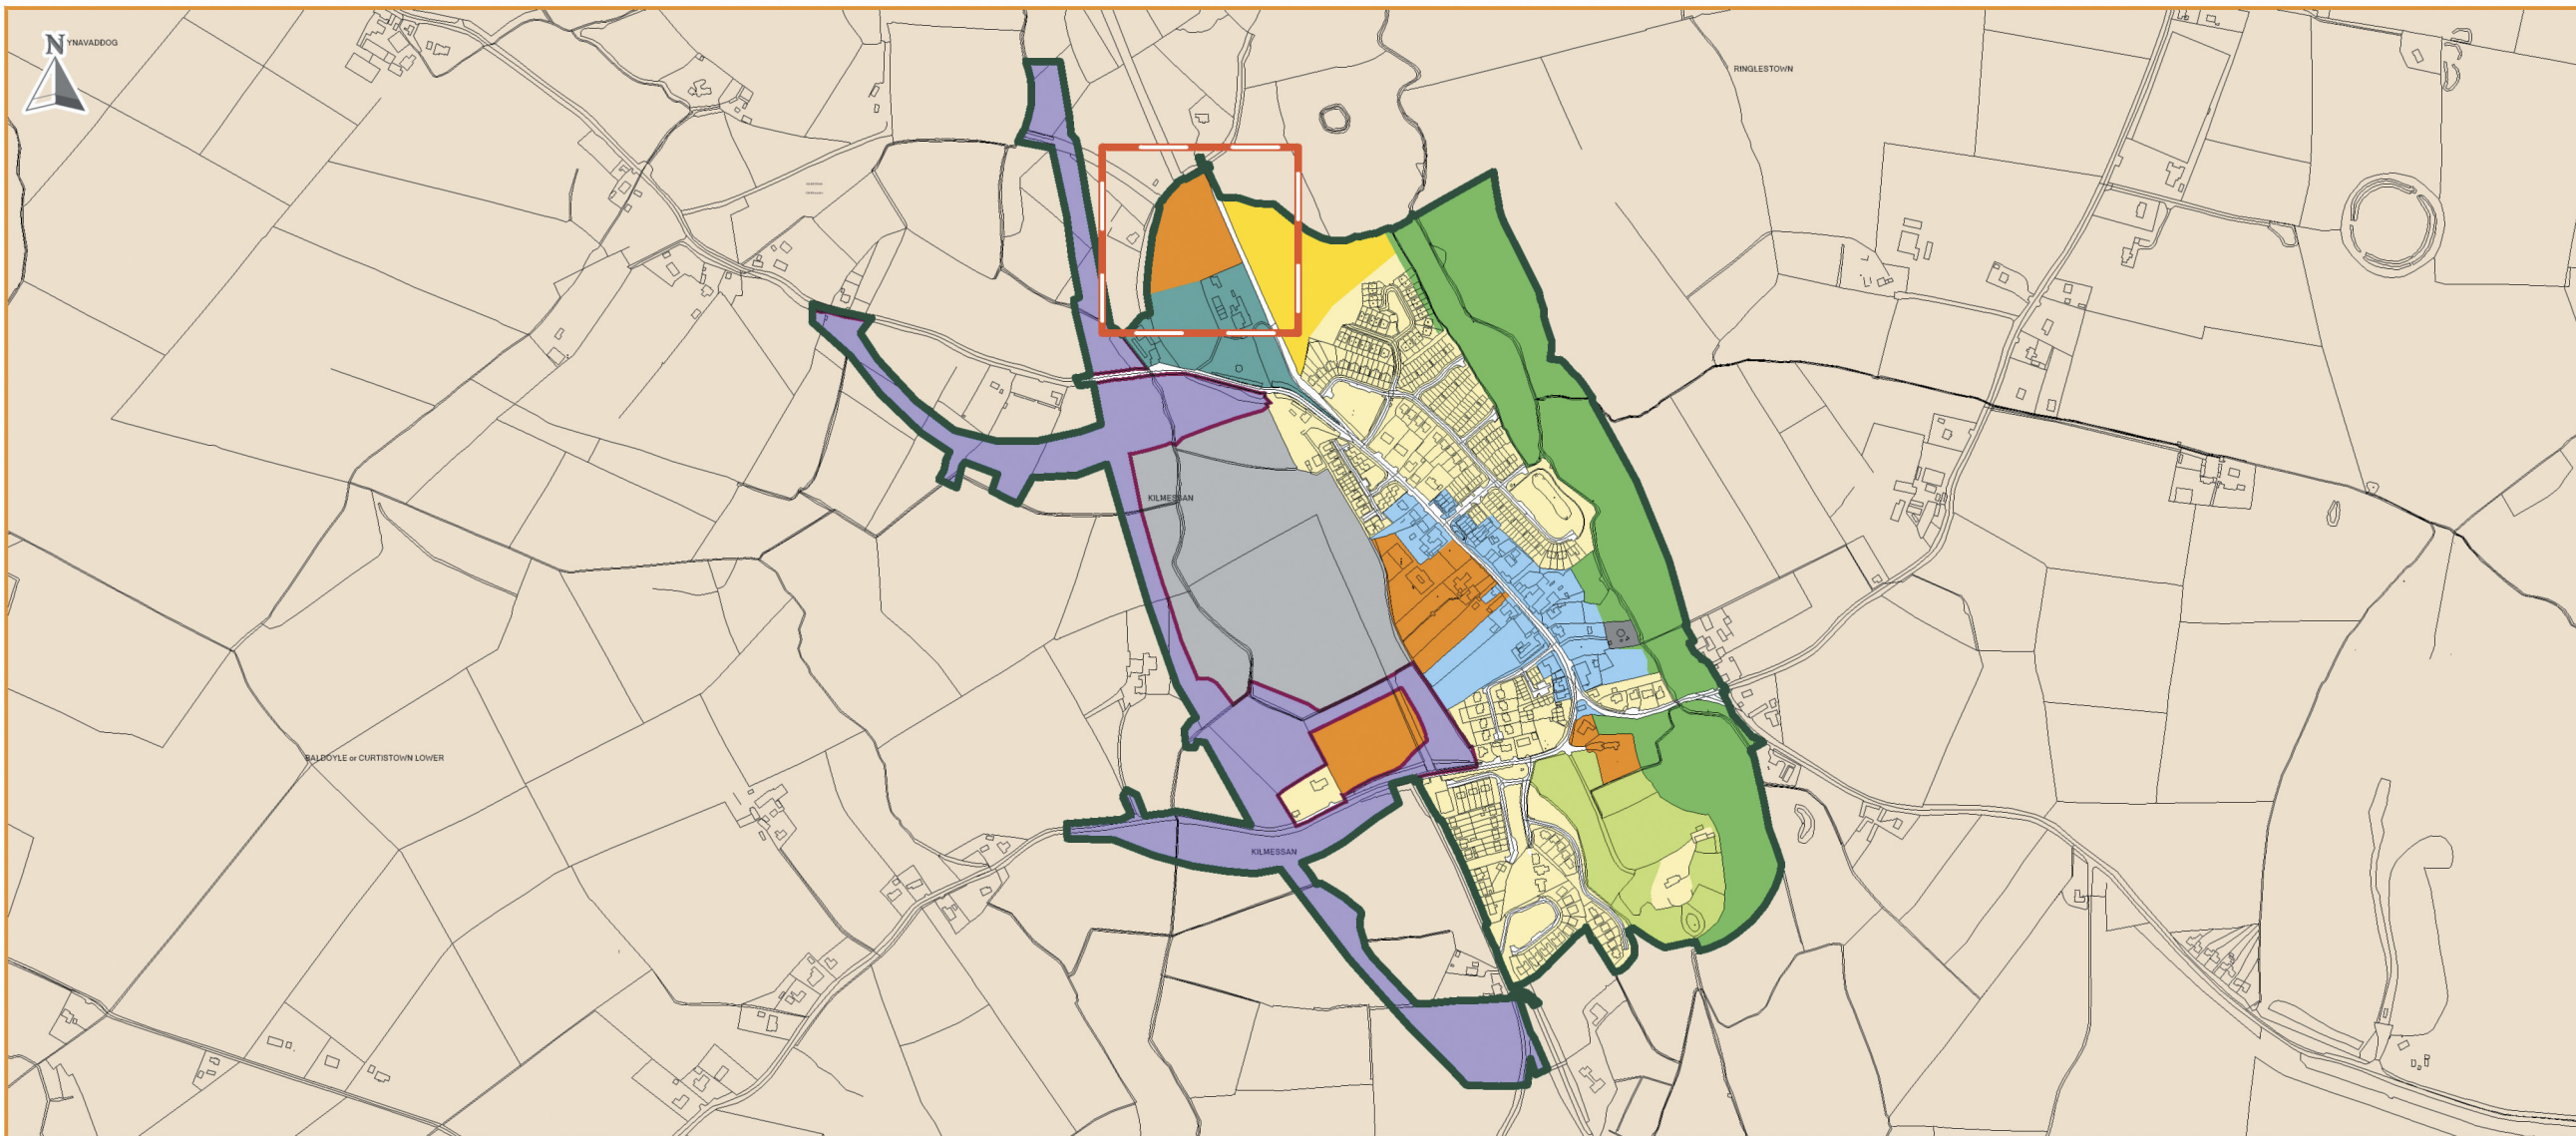 N
YNAVADDOG
RINGLESTOWN
KILMESSAN
BALDOYLE or CURTISTOWN LOWER
KILMESSAN